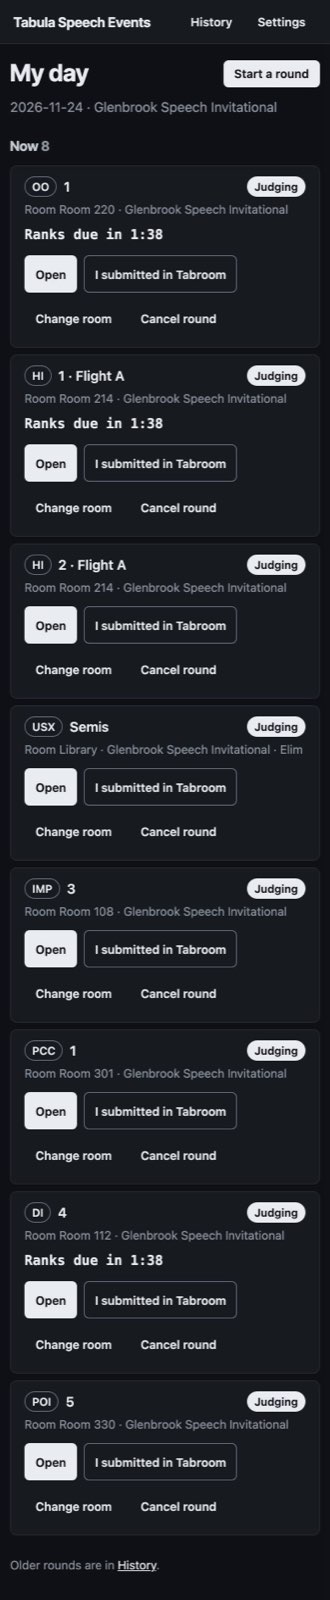 Tabula Speech Events History Settings
My day Start a round
2026-11-24 · Glenbrook Speech Invitational
Now 8
OO 1 Judging
Room Room 220 · Glenbrook Speech Invitational
Ranks due in 1:38
Open I submitted in Tabroom
Change room Cancel round
HI 1 · Flight A Judging
Room Room 214 · Glenbrook Speech Invitational
Ranks due in 1:38
Open I submitted in Tabroom
Change room Cancel round
HI 2 · Flight A Judging
Room Room 214 · Glenbrook Speech Invitational
Open I submitted in Tabroom
Change room Cancel round
USX Semis Judging
Room Library · Glenbrook Speech Invitational · Elim
Open I submitted in Tabroom
Change room Cancel round
IMP 3 Judging
Room Room 108 · Glenbrook Speech Invitational
Open I submitted in Tabroom
Change room Cancel round
PCC 1 Judging
Room Room 301 · Glenbrook Speech Invitational
Open I submitted in Tabroom
Change room Cancel round
DI 4 Judging
Room Room 112 · Glenbrook Speech Invitational
Ranks due in 1:38
Open I submitted in Tabroom
Change room Cancel round
POI 5 Judging
Room Room 330 · Glenbrook Speech Invitational
Open I submitted in Tabroom
Change room Cancel round
Older rounds are in History.